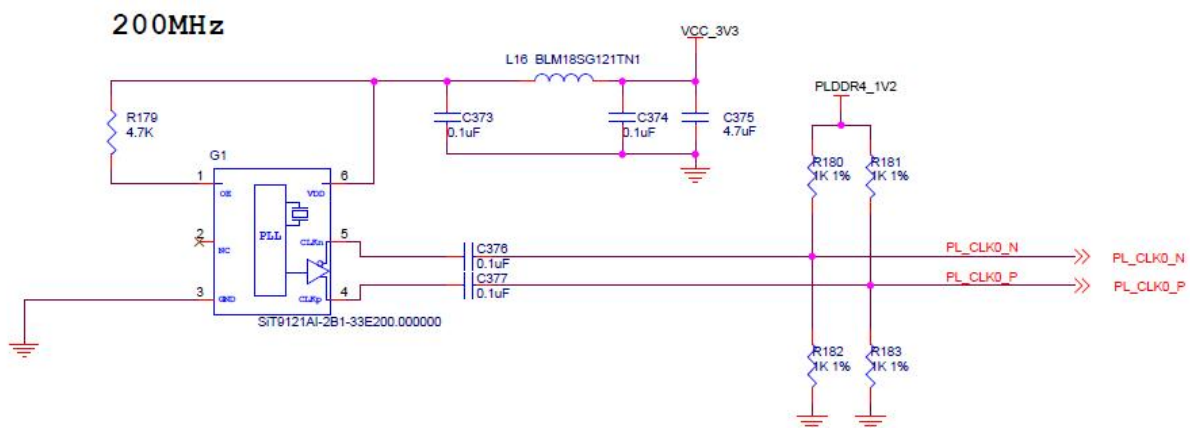 200MHz
VCC_3V3
L16 BLM18SG121TN1
PLDDR4_1V2
R179
4.7K
C373
0.1uF
C374
0.1uF
C375
4.7uF
G1
R180
1K 1%
R181
1K 1%
1
OE
VDD
6
2
NC
PLL
CLKn
5
C376
0.1uF
PL_CLK0_N
PL_CLK0_N
3
GND
CLKp
4
C377
0.1uF
PL_CLK0_P
PL_CLK0_P
SiT9121AI-2B1-33E200.000000
R182
1K 1%
R183
1K 1%